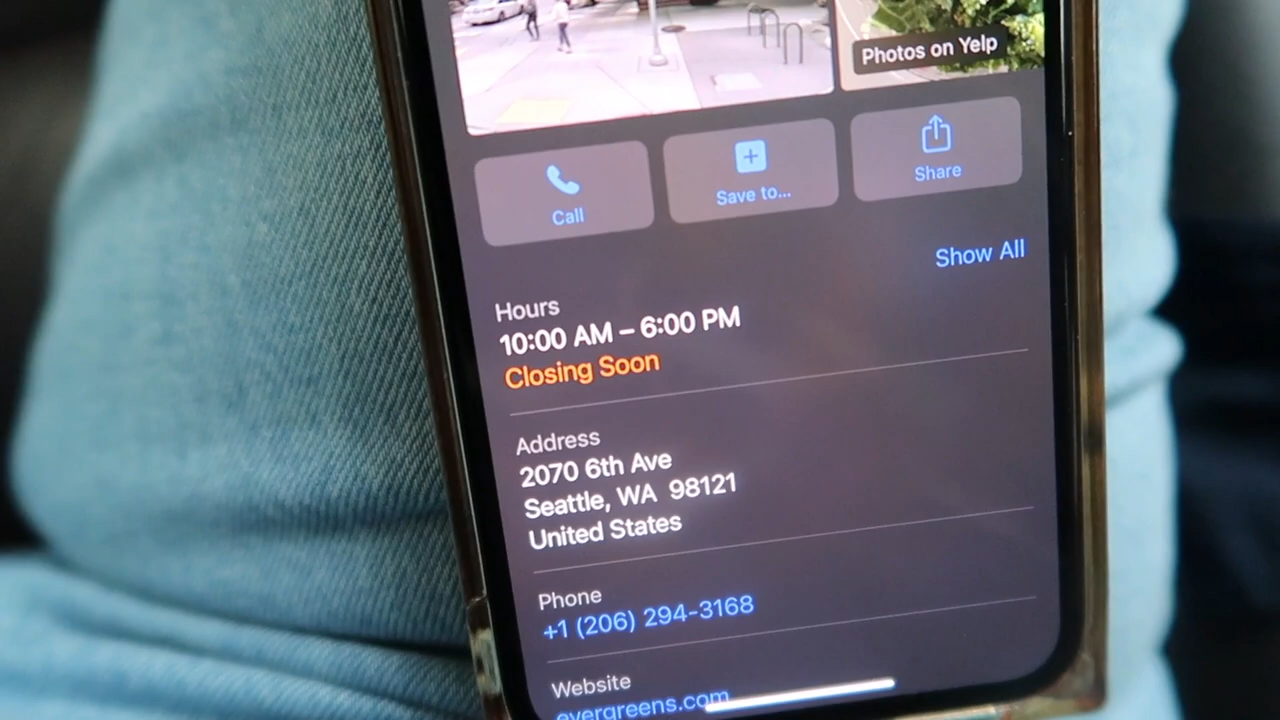 Photos on Yelp
Call
Save to...
Share
Show All
Hours
10:00 AM – 6:00 PM
Closing Soon
Address
2070 6th Ave
Seattle, WA 98121
United States
Phone
+1 (206) 294-3168
Website
evergreens.com